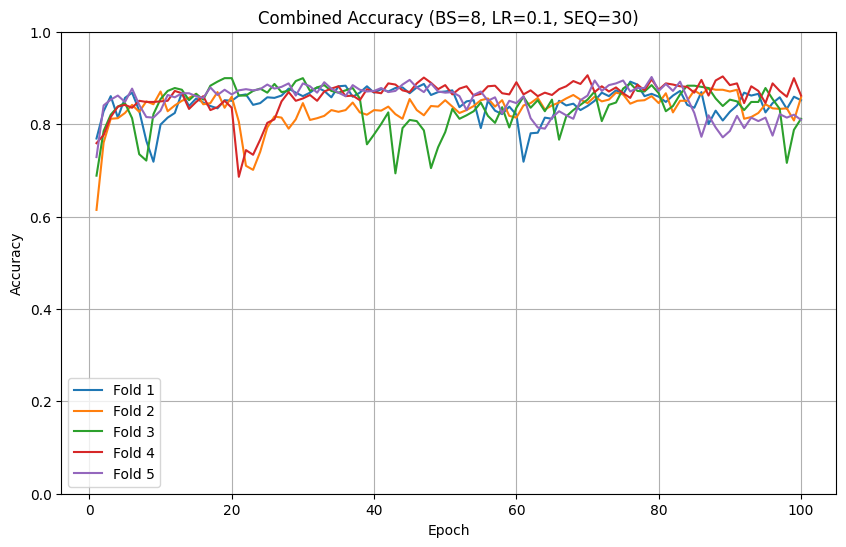 Combined Accuracy (BS=8, LR=0.1, SEQ=30)
1.0
0.8
0.6
0.4
0.2
0.0
Accuracy
Fold 1
Fold 2
Fold 3
Fold 4
Fold 5
0 20 40 60 80 100
Epoch